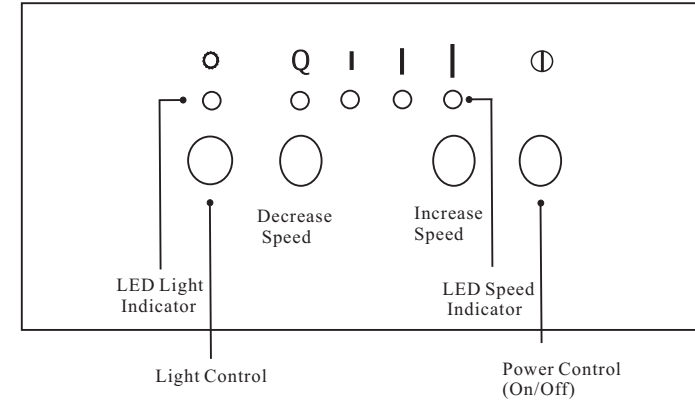 Q
Decrease
Speed
Increase
Speed
LED Light
Indicator
LED Speed
Indicator
Light Control
Power Control
(On/Off)